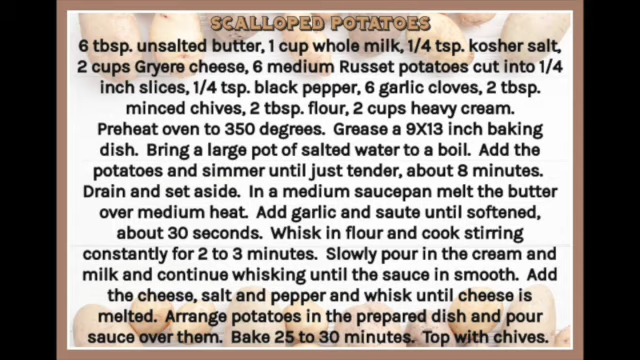 SCALLOPED POTATOES
6 tbsp. unsalted butter, 1 cup whole milk, 1/4 tsp. kosher salt,
2 cups Gryere cheese, 6 medium Russet potatoes cut into 1/4
inch slices, 1/4 tsp. black pepper, 6 garlic cloves, 2 tbsp.
minced chives, 2 tbsp. flour, 2 cups heavy cream.
Preheat oven to 350 degrees. Grease a 9X13 inch baking
dish. Bring a large pot of salted water to a boil. Add the
potatoes and simmer until just tender, about 8 minutes.
Drain and set aside. In a medium saucepan melt the butter
over medium heat. Add garlic and saute until softened,
about 30 seconds. Whisk in flour and cook stirring
constantly for 2 to 3 minutes. Slowly pour in the cream and
milk and continue whisking until the sauce in smooth. Add
the cheese, salt and pepper and whisk until cheese is
melted. Arrange potatoes in the prepared dish and pour
sauce over them. Bake 25 to 30 minutes. Top with chives.